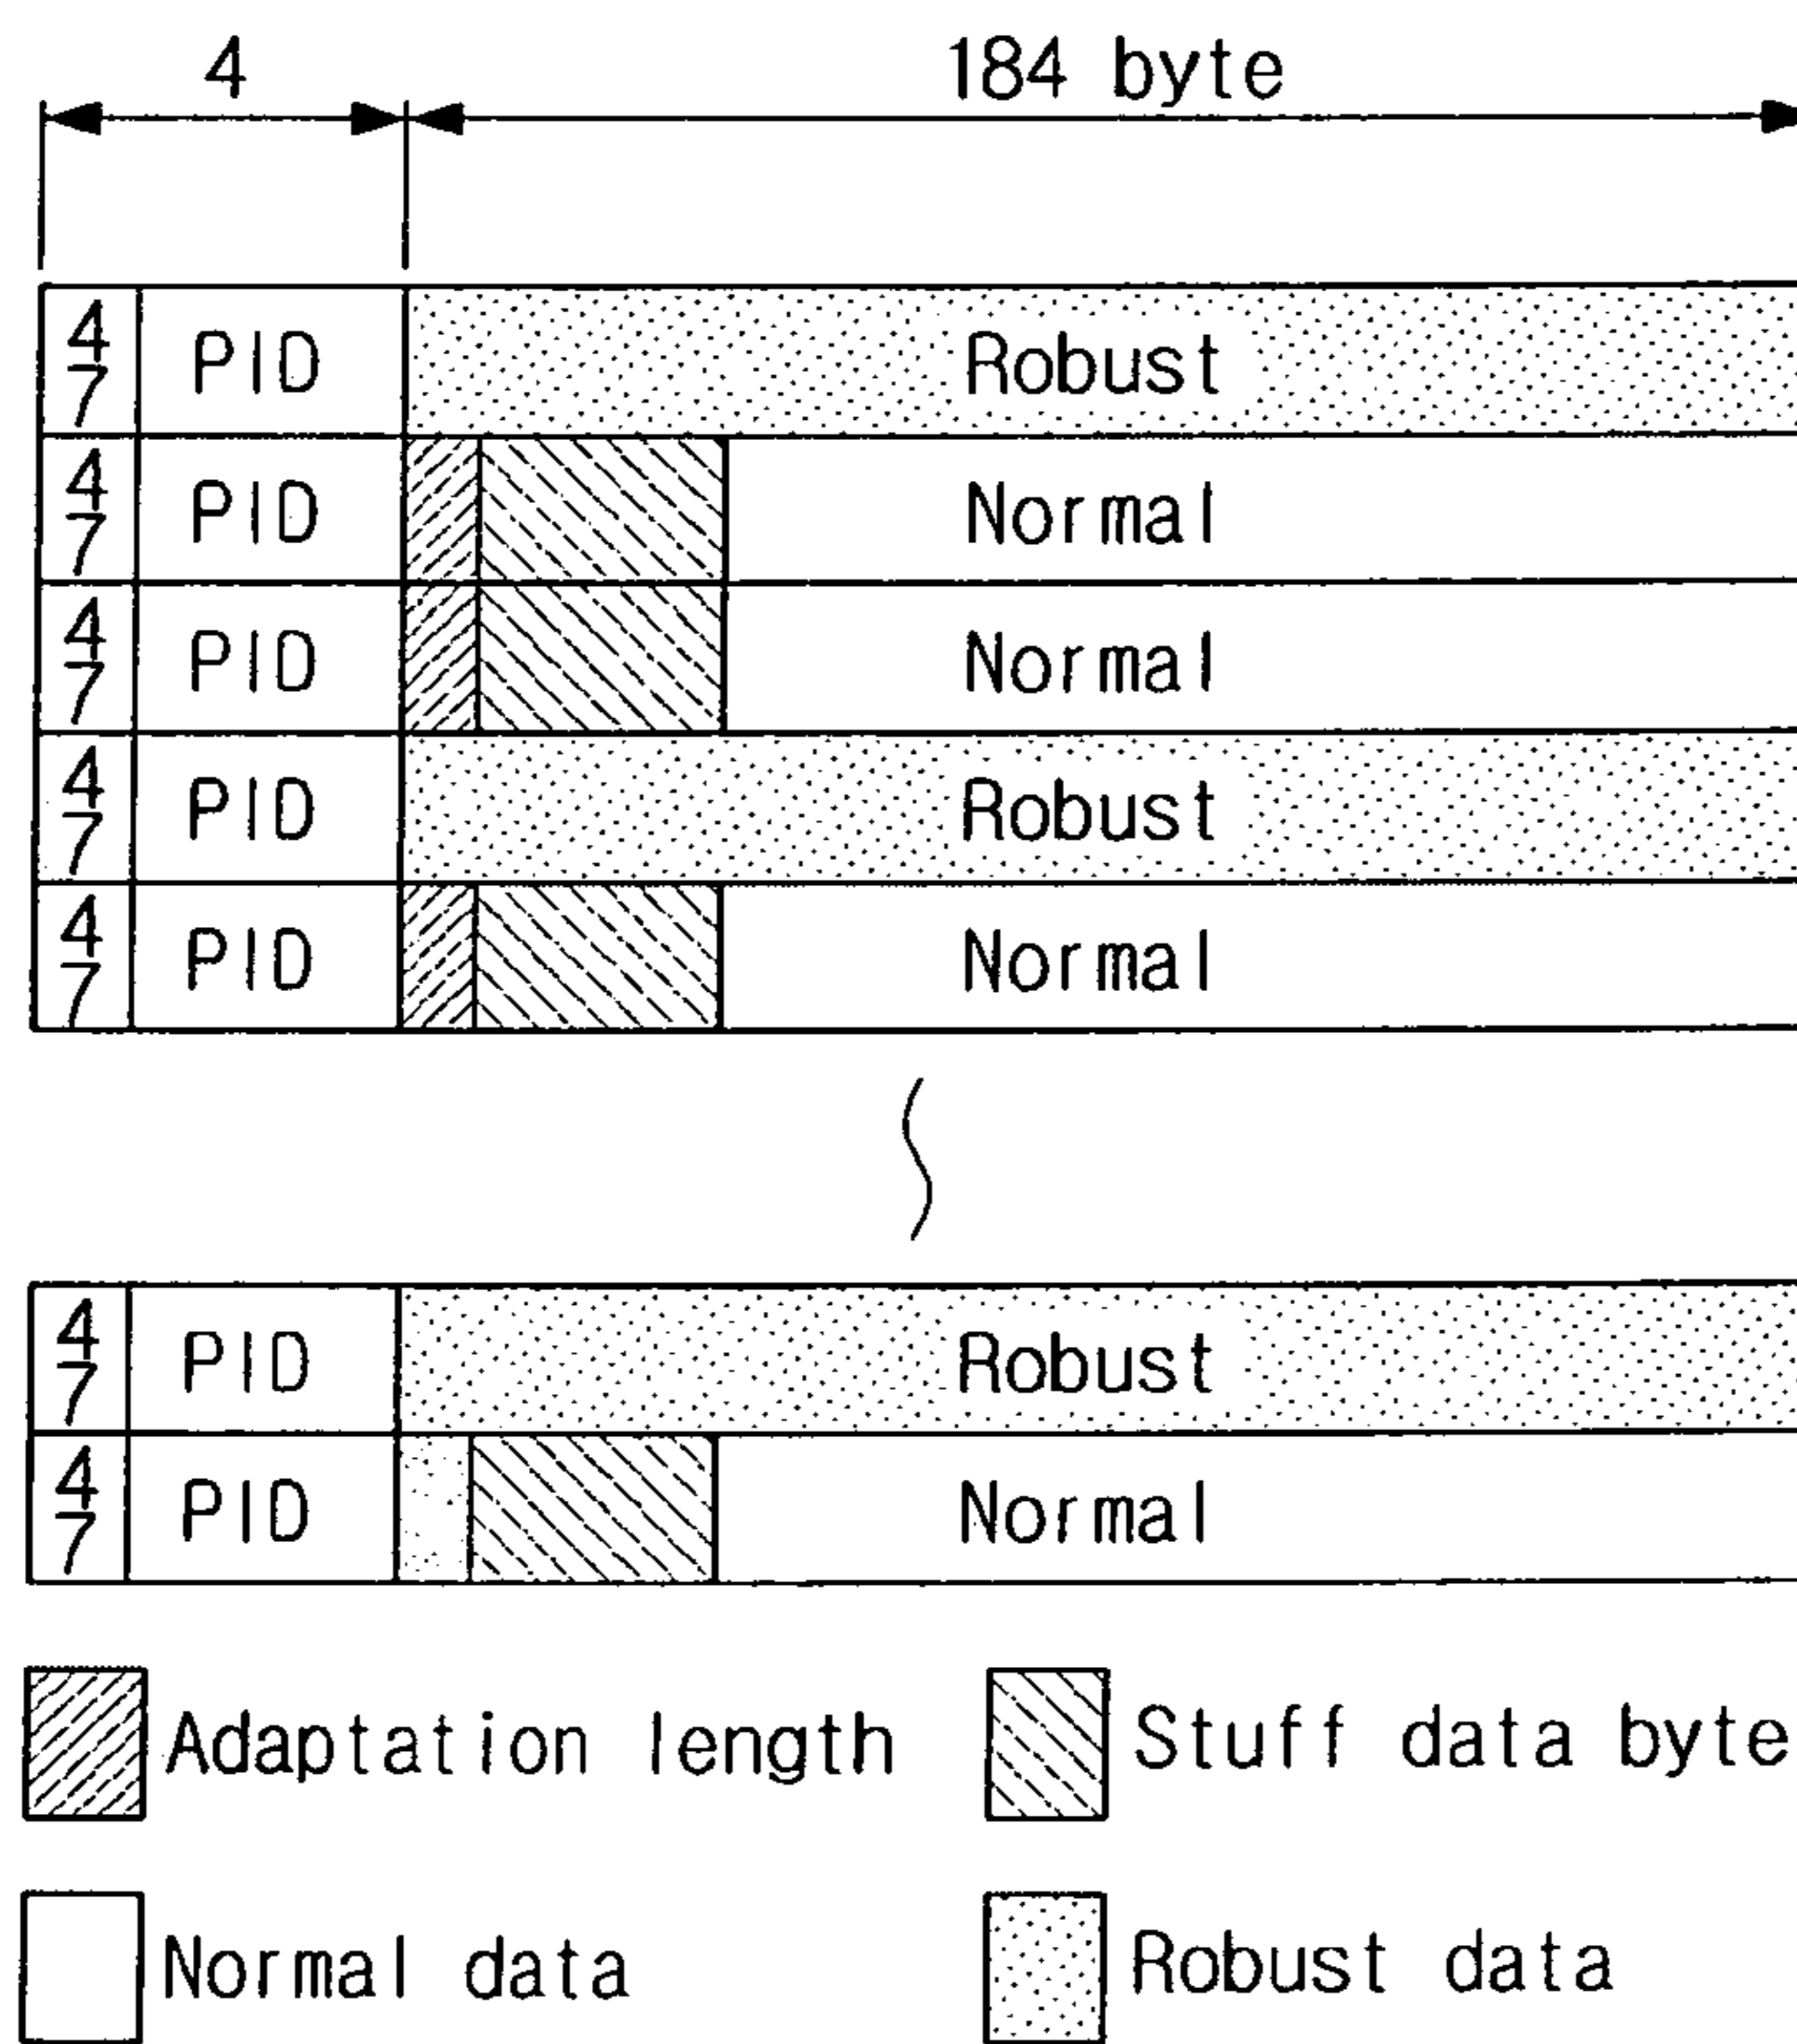 4 184 byte
47 PID Robust
47 PID Normal
47 PID Normal
47 PID Robust
47 PID Normal
47 PID Robust
47 PID Normal
Adaptation length Stuff data byte
Normal data Robust data